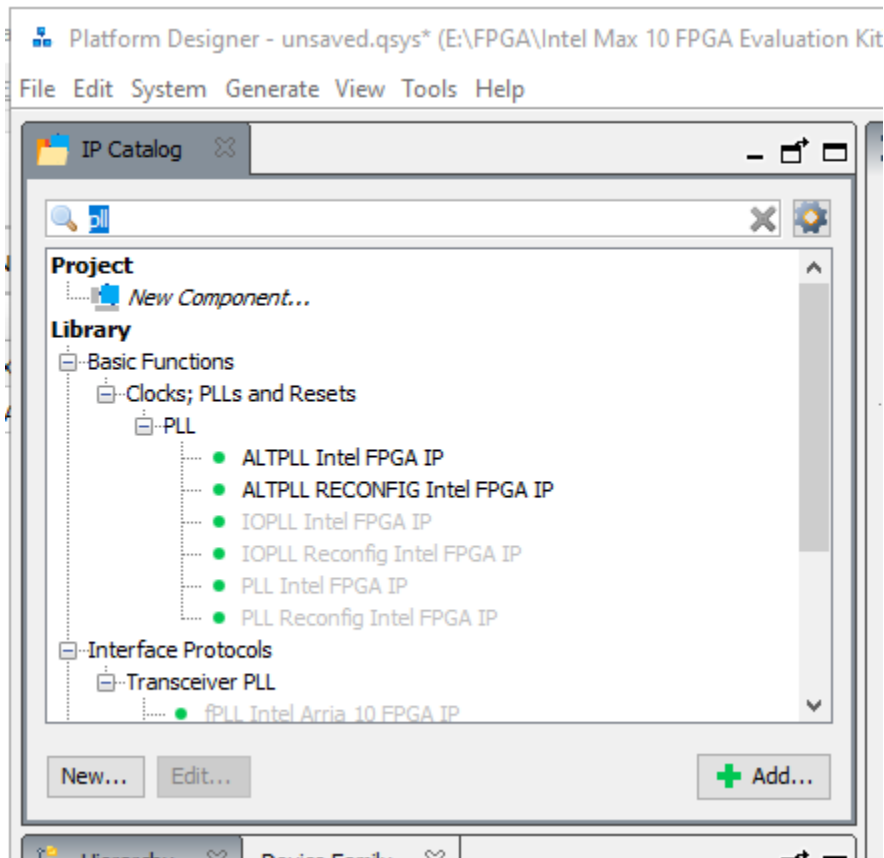 Platform Designer - unsaved.qsys* (E:\FPGA\Intel Max 10 FPGA Evaluation Kit
File Edit System Generate View Tools Help
IP Catalog
pll
Project
New Component...
Library
Basic Functions
Clocks; PLLs and Resets
PLL
ALTPLL Intel FPGA IP
ALTPLL RECONFIG Intel FPGA IP
IOPLL Intel FPGA IP
IOPLL Reconfig Intel FPGA IP
PLL Intel FPGA IP
PLL Reconfig Intel FPGA IP
Interface Protocols
Transceiver PLL
fPLL Intel Arria 10 FPGA IP
New... Edit... Add...
Hierarchy Device Family